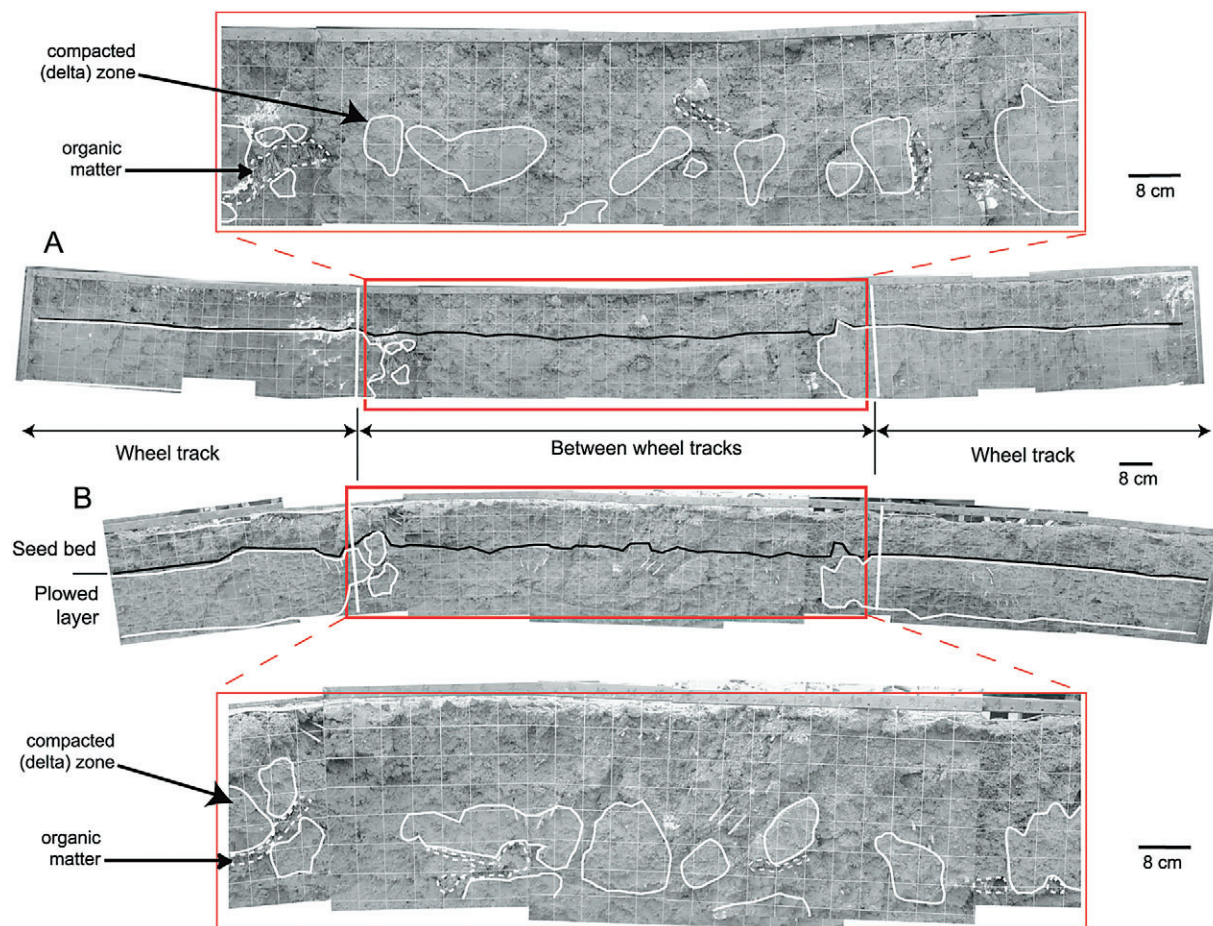 compacted
(delta) zone
organic
matter
8 cm
A
Wheel track
Between wheel tracks
Wheel track
8 cm
B
Seed bed
Plowed
layer
compacted
(delta) zone
organic
matter
8 cm